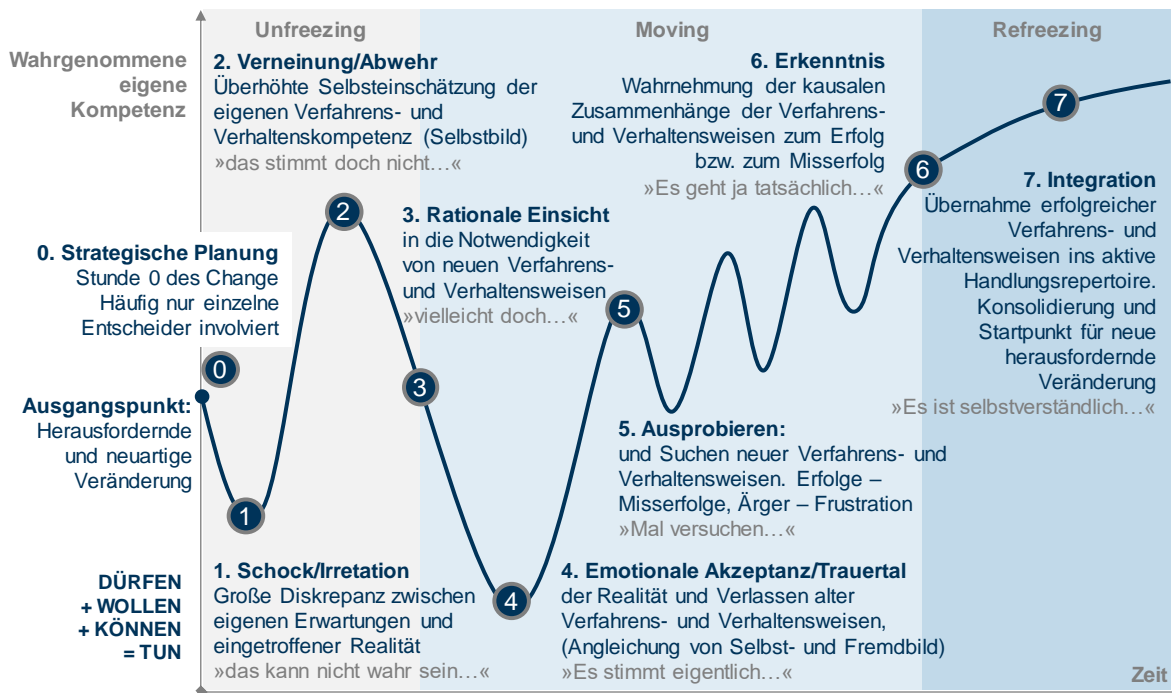 Unfreezing
Moving
Refreezing
Wahrgenommene
eigene
Kompetenz
2. Verneinung/Abwehr
Überhöhte Selbsteinschätzung der
eigenen Verfahrens- und
Verhaltenskompetenz (Selbstbild)
»das stimmt doch nicht…«
6. Erkenntnis
Wahrnehmung der kausalen
Zusammenhänge der Verfahrens-
und Verhaltensweisen zum Erfolg
bzw. zum Misserfolg
»Es geht ja tatsächlich…«
7
6
2
7. Integration
Übernahme erfolgreicher
Verfahrens- und
Verhaltensweisen ins aktive
Handlungsrepertoire.
Konsolidierung und
Startpunkt für neue
herausfordernde
Veränderung
»Es ist selbstverständlich…«
3. Rationale Einsicht
in die Notwendigkeit
von neuen Verfahrens-
und Verhaltensweisen
»vielleicht doch…«
0. Strategische Planung
Stunde 0 des Change
Häufig nur einzelne
Entscheider involviert
5
0
3
Ausgangspunkt:
Herausfordernde
und neuartige
Veränderung
5. Ausprobieren:
und Suchen neuer Verfahrens- und
Verhaltensweisen. Erfolge –
Misserfolge, Ärger – Frustration
»Mal versuchen…«
1
4
DÜRFEN
+ WOLLEN
+ KÖNNEN
= TUN
1. Schock/Irretation
Große Diskrepanz zwischen
eigenen Erwartungen und
eingetroffener Realität
»das kann nicht wahr sein…«
4. Emotionale Akzeptanz/Trauertal
der Realität und Verlassen alter
Verfahrens- und Verhaltensweisen,
(Angleichung von Selbst- und Fremdbild)
»Es stimmt eigentlich…«
Zeit